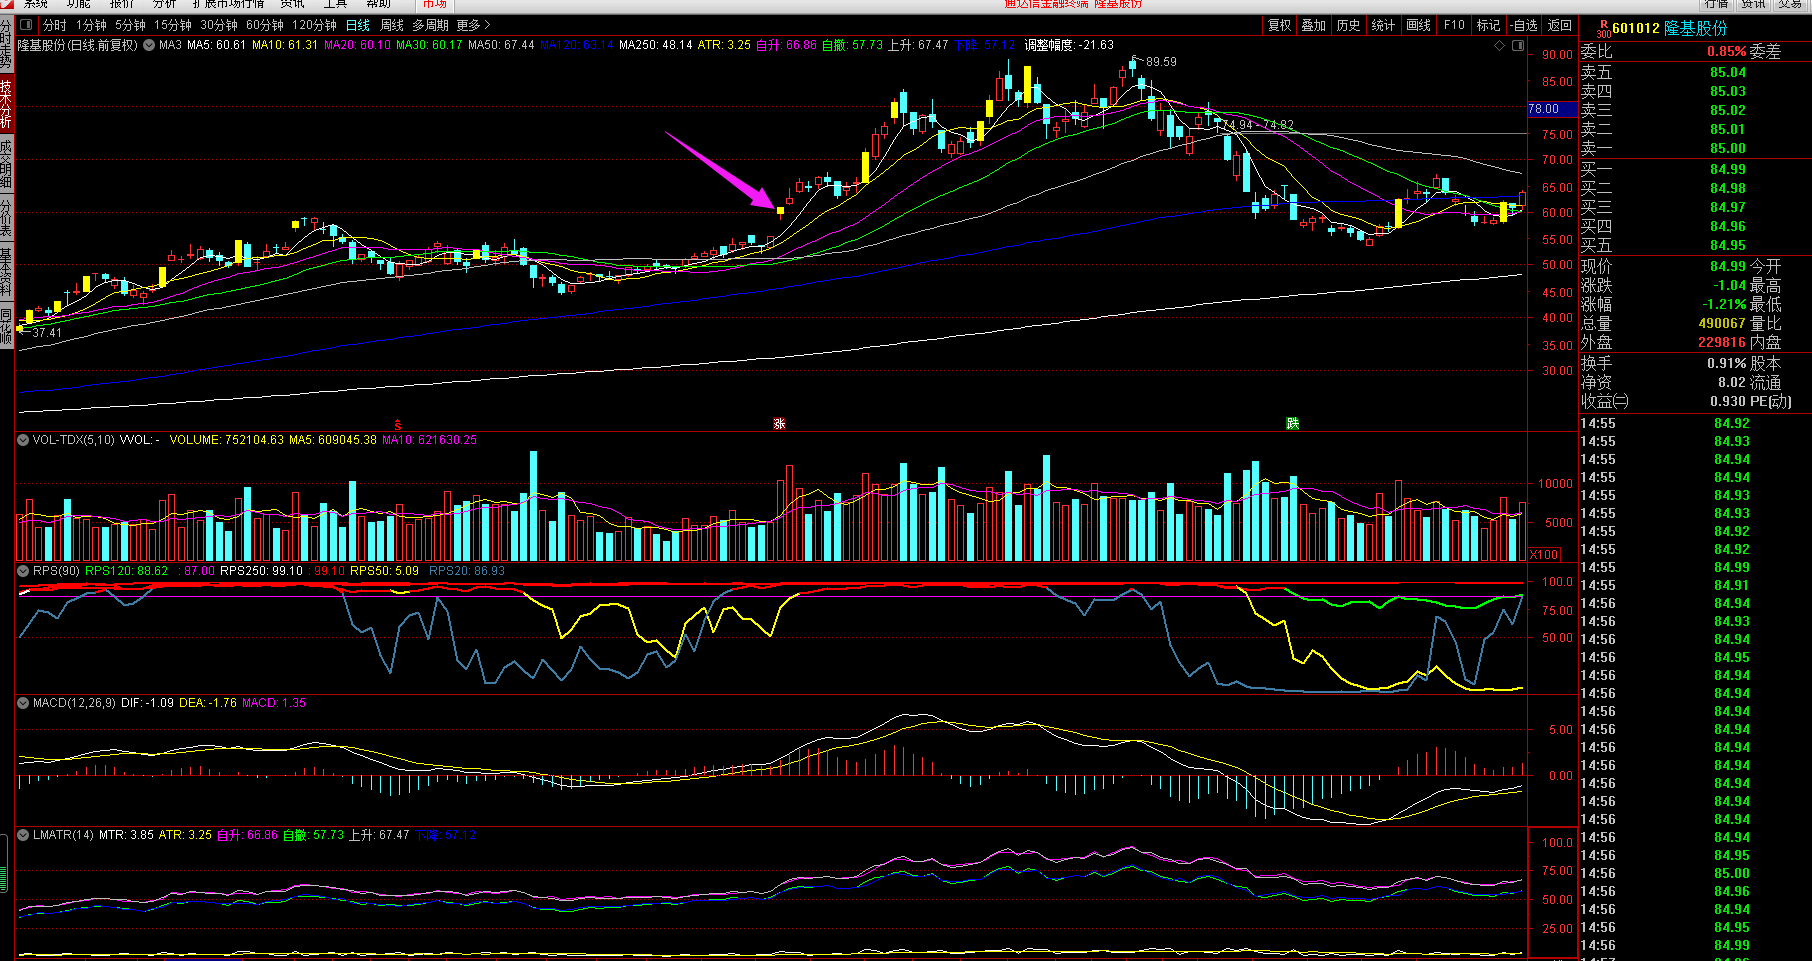 系统 功能 报价 分析 扩展市场行情 资讯 工具 帮助 市场 通达信金融终端 隆基股份 行情 资讯 交易
分时 1分钟 5分钟 15分钟 30分钟 60分钟 120分钟 日线 周线 多周期 更多> 复权 叠加 历史 统计 画线 F10 标记 -自选 返回
分时走势
技术分析
成交明细
分价表
基本资料
同花顺
隆基股份(日线.前复权) MA3 MA5: 60.61 MA10: 61.31 MA20: 60.10 MA30: 60.17 MA50: 67.44 MA120: 63.14 MA250: 48.14 ATR: 3.25 自升: 66.86 自撤: 57.73 上升: 67.47 下降: 57.12 调整幅度: -21.63
90.00
85.00
78.00
75.00
70.00
65.00
60.00
55.00
50.00
45.00
40.00
35.00
30.00
89.59
74.94 - 74.82
37.41
涨
跌
VOL-TDX(5,10) VVOL: - VOLUME: 752104.63 MA5: 609045.38 MA10: 621630.25
10000
5000
X100
RPS(90) RPS120: 88.62 : 87.00 RPS250: 99.10 : 99.10 RPS50: 5.09 RPS20: 86.93
100.0
75.00
50.00
MACD(12,26,9) DIF: -1.09 DEA: -1.76 MACD: 1.35
5.00
0.00
LMATR(14) MTR: 3.85 ATR: 3.25 自升: 66.86 自撤: 57.73 上升: 67.47 下降: 57.12
100.0
75.00
50.00
25.00
R 300 601012 隆基股份
委比 0.85% 委差
卖五 85.04
卖四 85.03
卖三 85.02
卖二 85.01
卖一 85.00
买一 84.99
买二 84.98
买三 84.97
买四 84.96
买五 84.95
现价 84.99 今开
涨跌 -1.04 最高
涨幅 -1.21% 最低
总量 490067 量比
外盘 229816 内盘
换手 0.91% 股本
净资 8.02 流通
收益㈡ 0.930 PE(动)
14:55 84.92
14:55 84.93
14:55 84.94
14:55 84.94
14:55 84.93
14:55 84.93
14:55 84.92
14:55 84.92
14:55 84.99
14:55 84.91
14:56 84.94
14:56 84.93
14:56 84.94
14:56 84.95
14:56 84.94
14:56 84.94
14:56 84.94
14:56 84.94
14:56 84.94
14:56 84.94
14:56 84.94
14:56 84.94
14:56 84.94
14:56 84.94
14:56 84.95
14:56 85.00
14:56 84.96
14:56 84.94
14:56 84.95
14:56 84.99